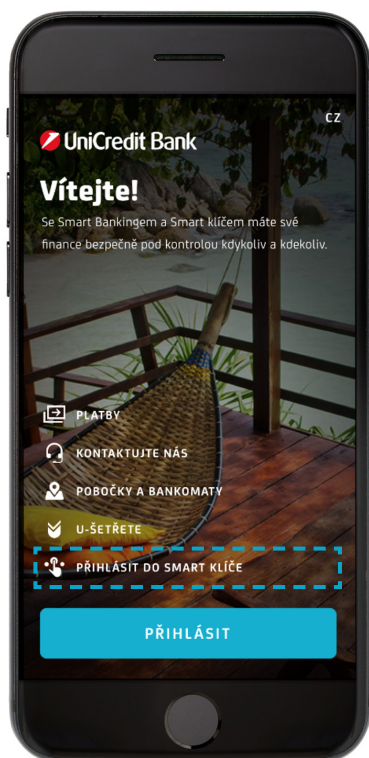 CZ
UniCredit Bank
Vítejte!
Se Smart Bankingem a Smart klíčem máte své
finance bezpečně pod kontrolou kdykoliv a kdekoliv.
PLATBY
KONTAKTUJTE NÁS
POBOČKY A BANKOMATY
U-ŠETŘETE
PŘIHLÁSIT DO SMART KLÍČE
PŘIHLÁSIT